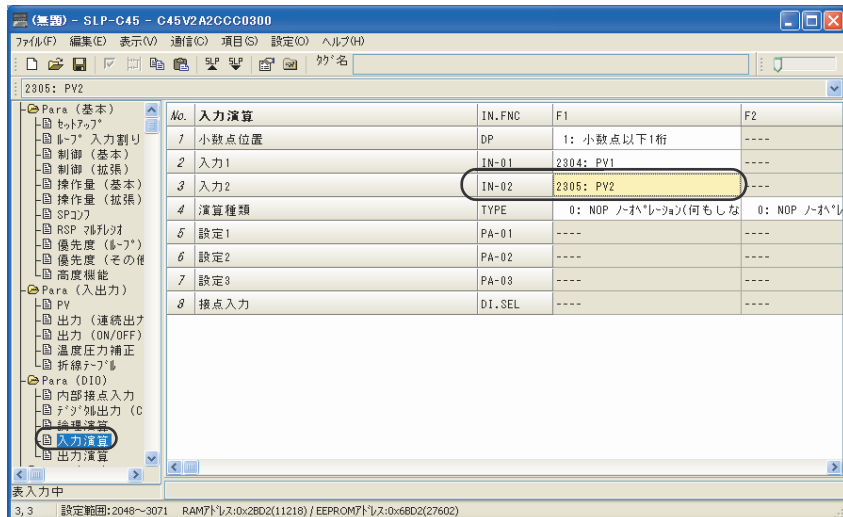 (無題) - SLP-C45 - C45V2A2CCC0300
ファイル(F) 編集(E) 表示(V) 通信(C) 項目(S) 設定(O) ヘルプ(H)
SLP SLP タグ名
2305: PV2
Para (基本)
セットアップ
ループ 入力割り
制御 (基本)
制御 (拡張)
操作量 (基本)
操作量 (拡張)
SPコンフ
RSP マルチレシオ
優先度 (ループ)
優先度 (その他
高度機能
Para (入出力)
PV
出力 (連続出力
出力 (ON/OFF)
温度圧力補正
折線テーブル
Para (DIO)
内部接点入力
デジタル出力 (C
論理演算
入力演算
出力演算
No. 入力演算 IN.FNC F1 F2
1 小数点位置 DP 1: 小数点以下1桁 ----
2 入力1 IN-01 2304: PV1 ----
3 入力2 IN-02 2305: PV2 ----
4 演算種類 TYPE 0: NOP ノーオペレーション(何もしな 0: NOP ノーオペレ
5 設定1 PA-01 ---- ----
6 設定2 PA-02 ---- ----
7 設定3 PA-03 ---- ----
8 接点入力 DI.SEL ---- ----
表入力中
3, 3 設定範囲:2048～3071 RAMアドレス:0x2BD2(11218) / EEPROMアドレス:0x6BD2(27602)